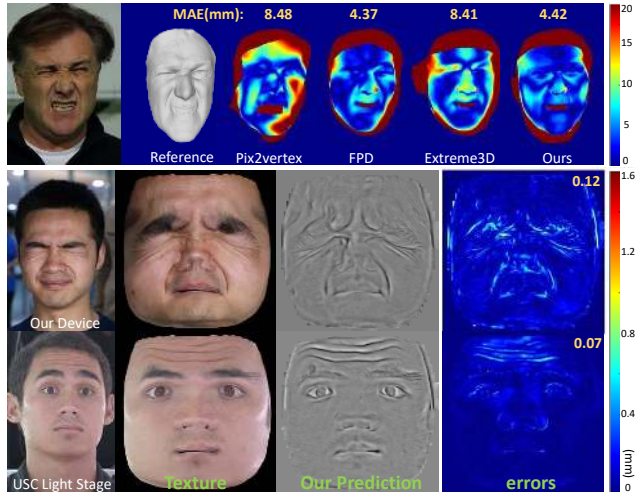 MAE(mm): 8.48 4.37 8.41 4.42
20
15
10
5
0
Reference Pix2vertex FPD Extreme3D Ours
0.12
1.6
1.2
0.8
0.4
(mm)
0
Our Device
0.07
USC Light Stage Texture Our Prediction errors